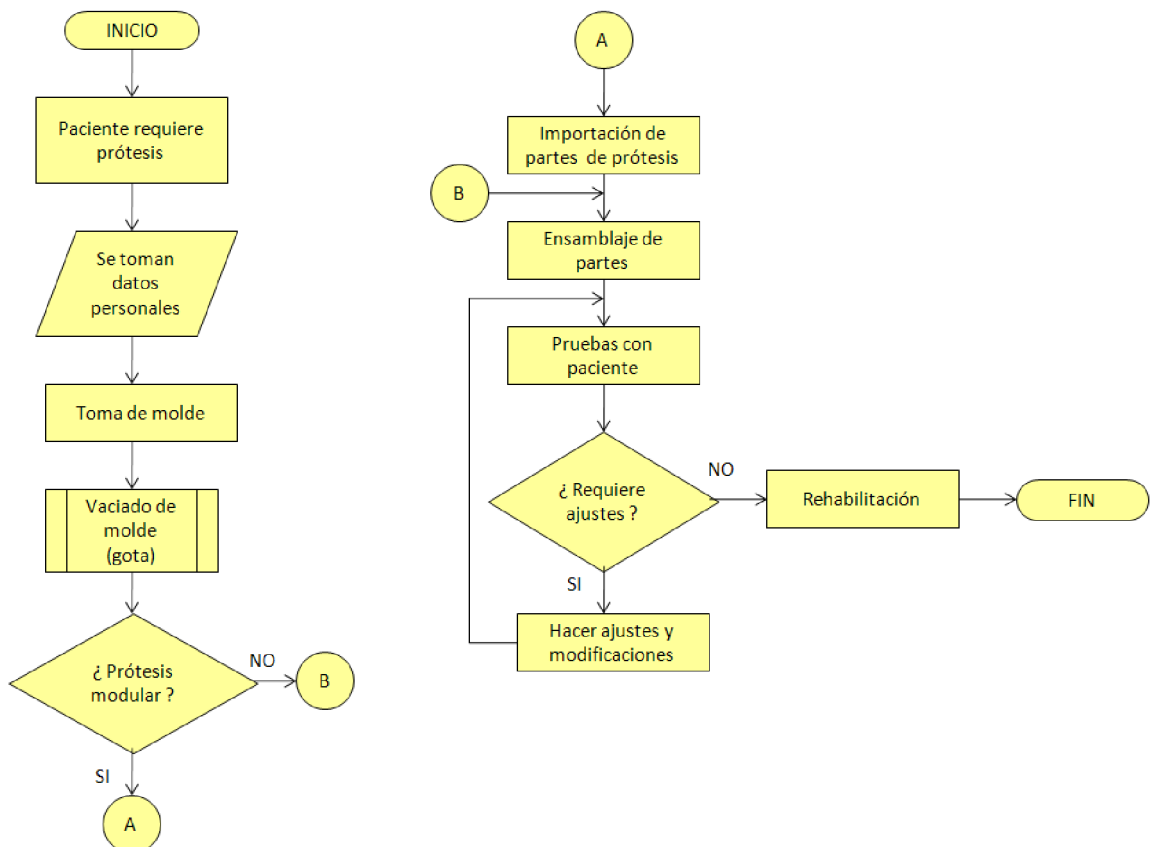 INICIO
Paciente requiere
prótesis
Se toman
datos
personales
Toma de molde
Vaciado de
molde
(gota)
¿ Prótesis
modular ?
NO
B
SI
A
A
Importación de
partes de prótesis
B
Ensamblaje de
partes
Pruebas con
paciente
¿ Requiere
ajustes ?
NO
Rehabilitación
FIN
SI
Hacer ajustes y
modificaciones